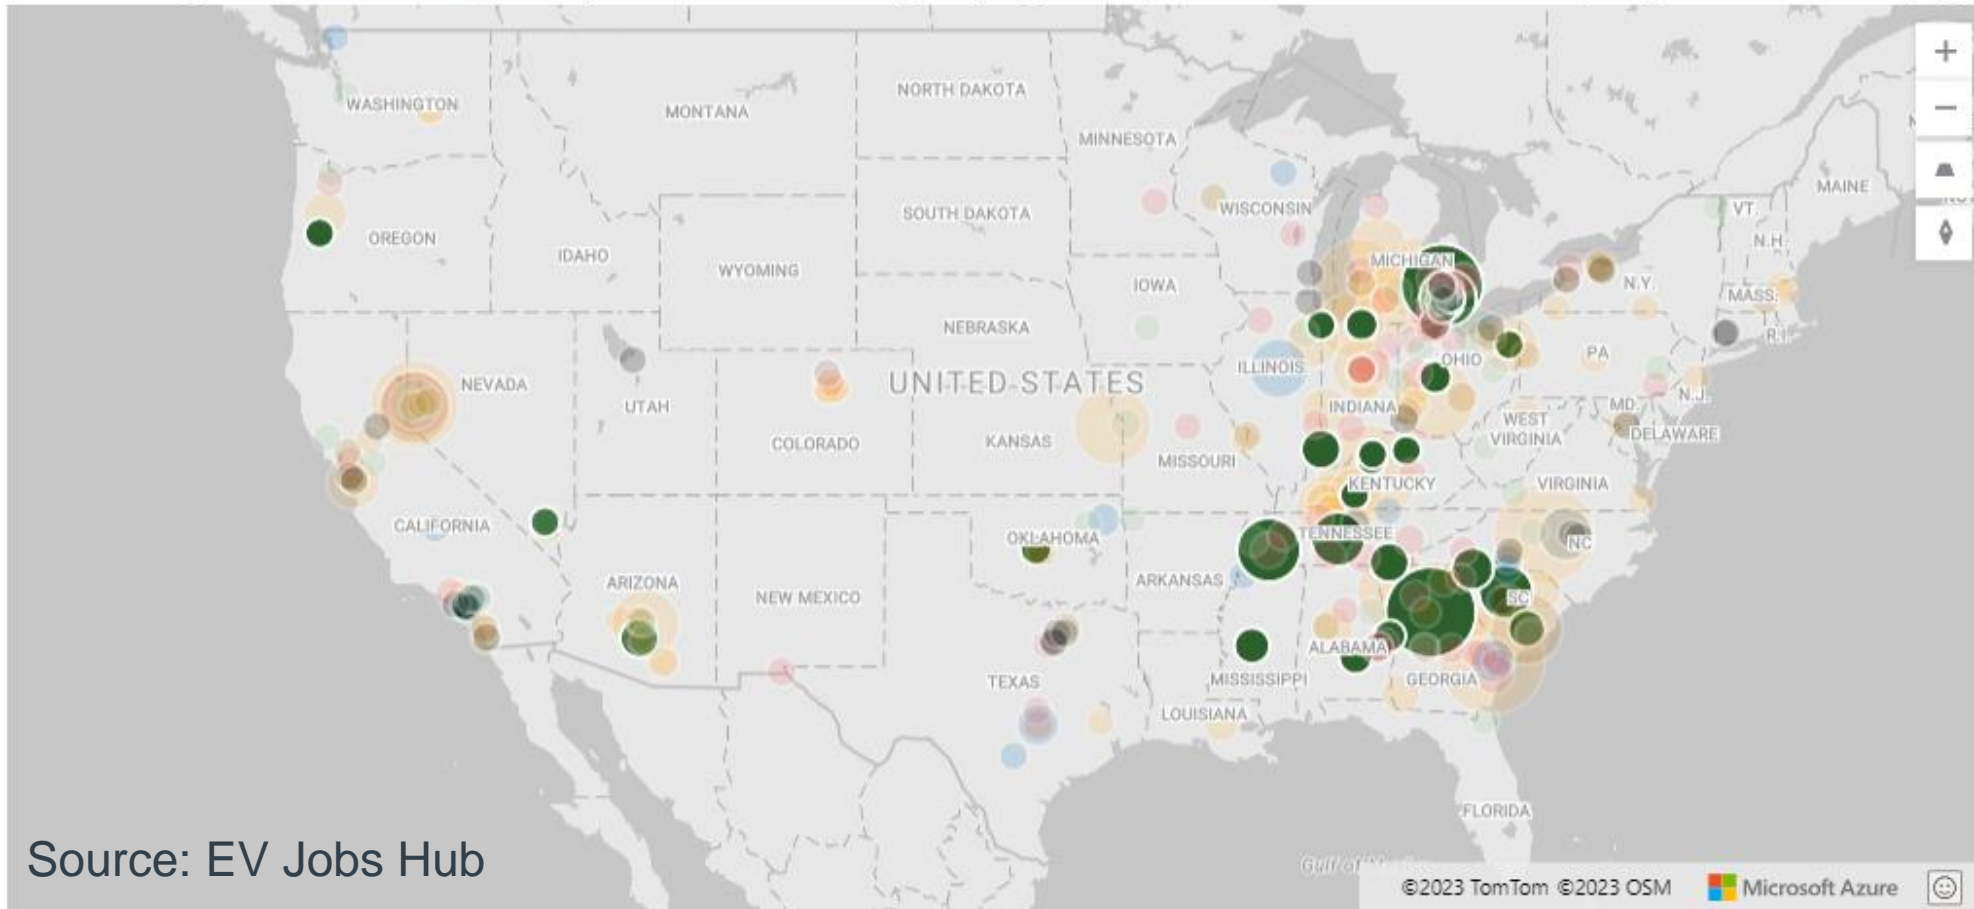 WASHINGTON
MONTANA
NORTH DAKOTA
MINNESOTA
MAINE
SOUTH DAKOTA
WISCONSIN
VT.
OREGON
IDAHO
WYOMING
N.H.
MICHIGAN
IOWA
N.Y.
MASS.
NEBRASKA
R.I.
NEVADA
UNITED STATES
ILLINOIS
OHIO
PA
UTAH
INDIANA
MD.
N.J.
COLORADO
KANSAS
WEST
VIRGINIA
DELAWARE
MISSOURI
KENTUCKY
VIRGINIA
CALIFORNIA
OKLAHOMA
TENNESSEE
NC
ARIZONA
NEW MEXICO
ARKANSAS
SC
TEXAS
MISSISSIPPI
ALABAMA
GEORGIA
LOUISIANA
FLORIDA
Source: EV Jobs Hub
Gulf of
©2023 TomTom ©2023 OSM Microsoft Azure